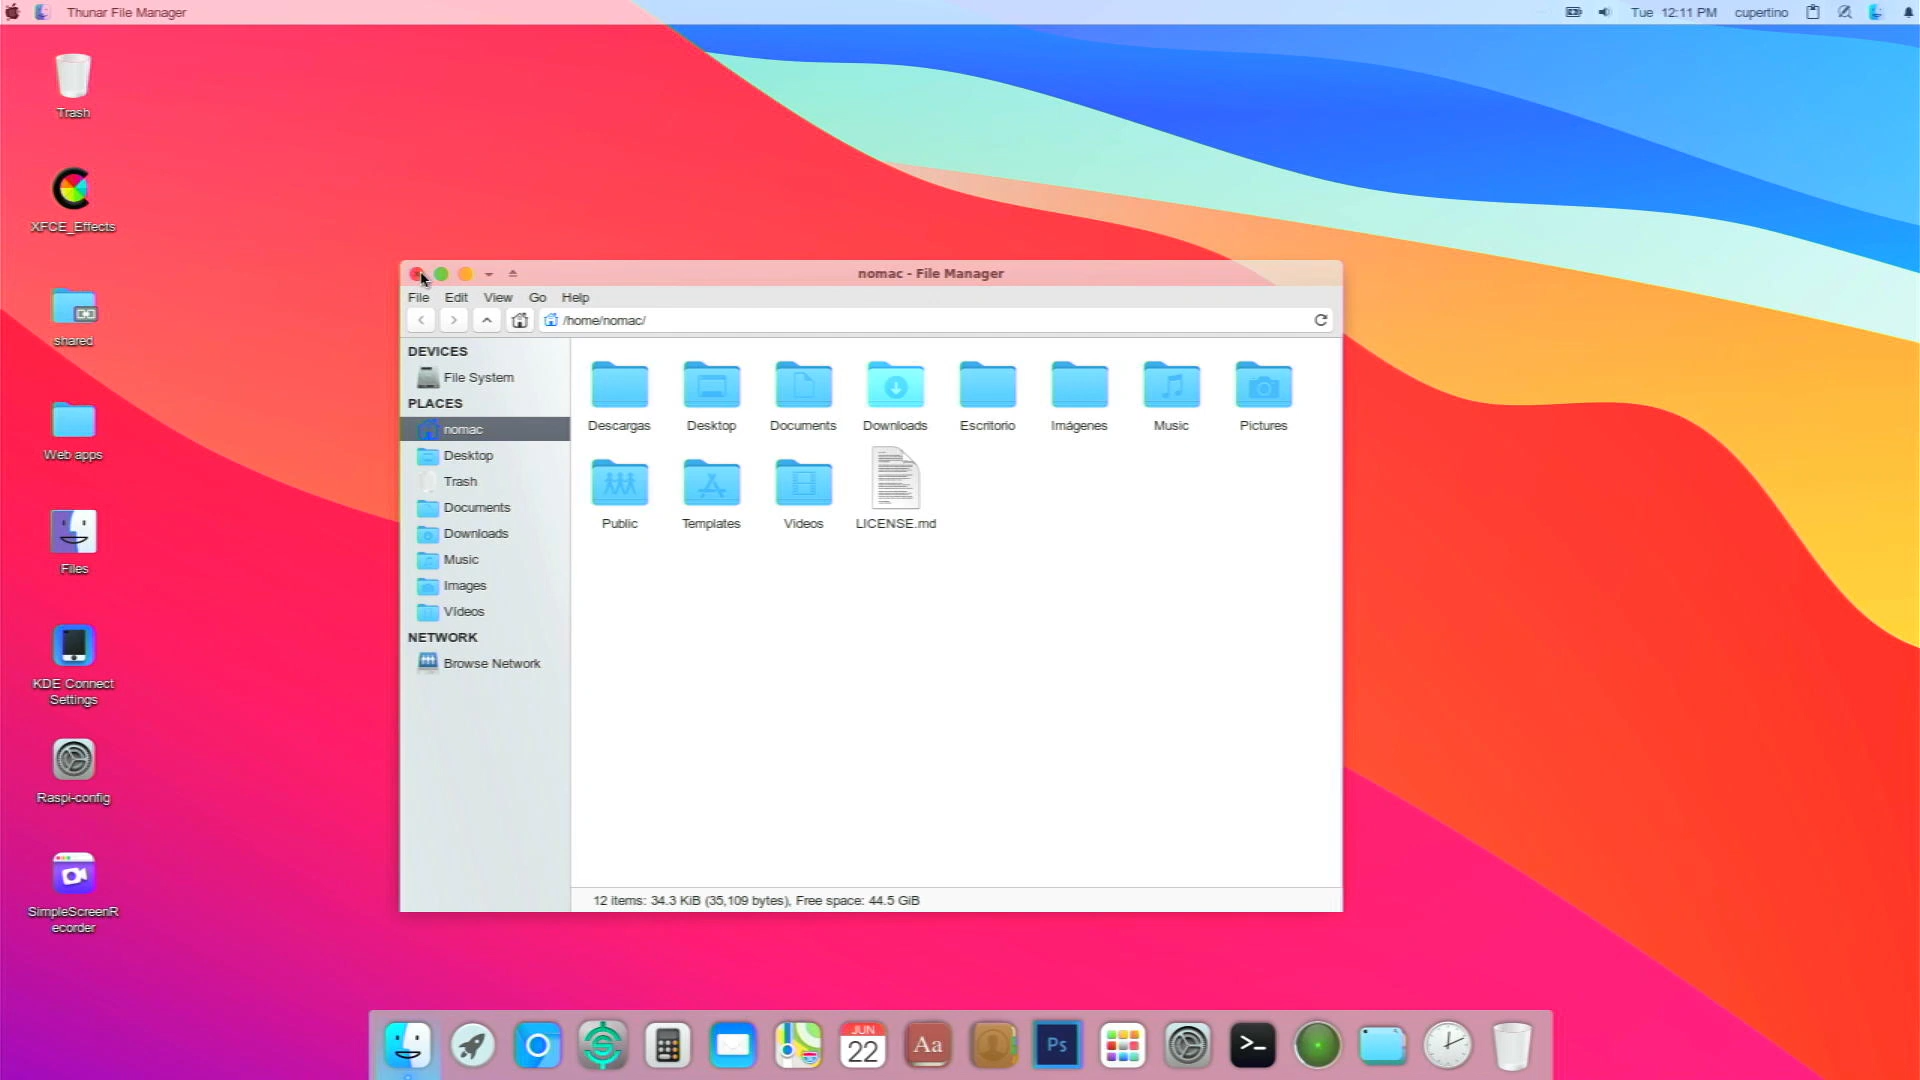 Thunar File Manager
Tue 12:11 PM cupertino
Trash
XFCE_Effects
shared
Web apps
Files
KDE Connect
Settings
Raspi-config
SimpleScreenR
ecorder
nomac - File Manager
File Edit View Go Help
/home/nomac/
DEVICES
File System
PLACES
nomac
Desktop
Trash
Documents
Downloads
Music
Images
Vídeos
NETWORK
Browse Network
Descargas Desktop Documents Downloads Escritorio Imágenes Music Pictures
Public Templates Videos LICENSE.md
12 items: 34.3 KiB (35,109 bytes), Free space: 44.5 GiB
JUN
22
Aa
Ps
>_